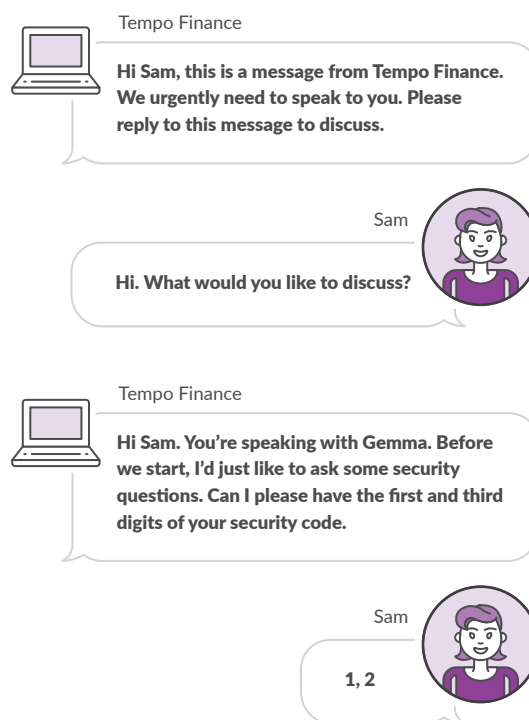 Tempo Finance
Hi Sam, this is a message from Tempo Finance.
We urgently need to speak to you. Please
reply to this message to discuss.
Sam
Hi. What would you like to discuss?
Tempo Finance
Hi Sam. You’re speaking with Gemma. Before
we start, I’d just like to ask some security
questions. Can I please have the first and third
digits of your security code.
Sam
1, 2